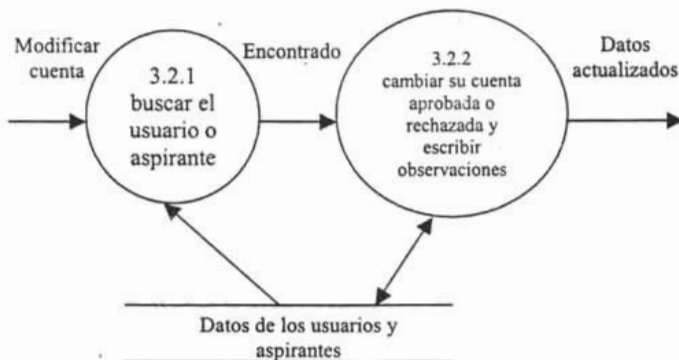 Modificar
cuenta
3.2.1
buscar el
usuario o
aspirante
Encontrado
3.2.2
cambiar su cuenta
aprobada o
rechazada y
escribir
observaciones
Datos
actualizados
Datos de los usuarios y
aspirantes